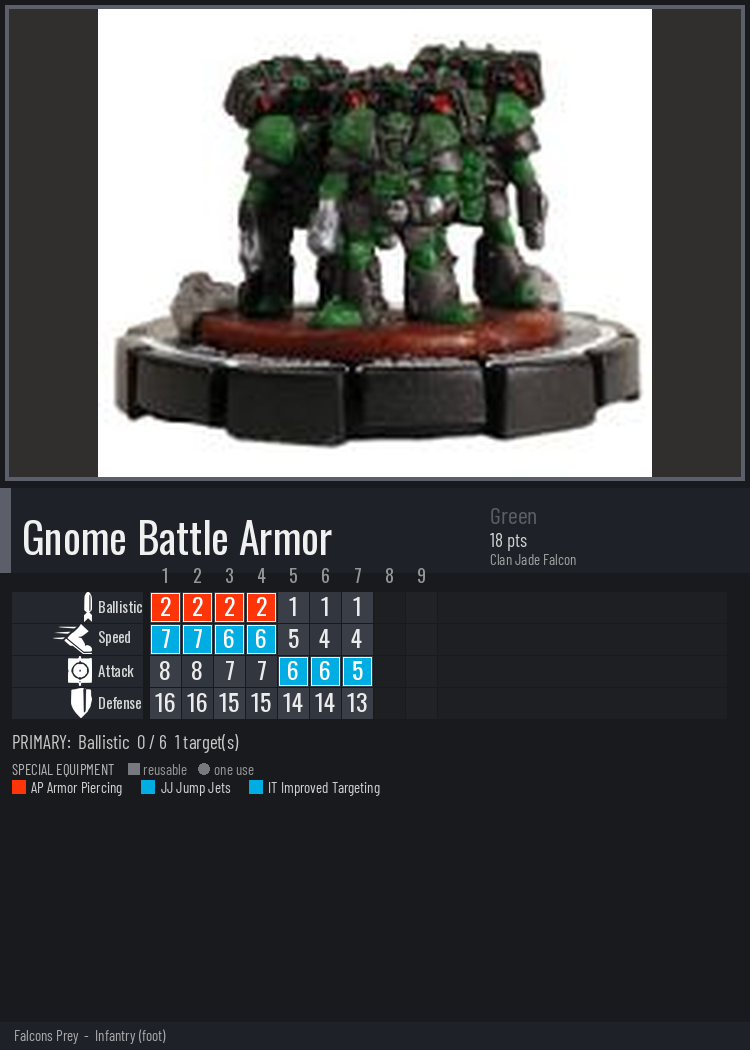 Gnome Battle Armor
Green
18 pts
Clan Jade Falcon
1 2 3 4 5 6 7 8 9
Ballistic 2 2 2 2 1 1 1
Speed 7 7 6 6 5 4 4
Attack 8 8 7 7 6 6 5
Defense 16 16 15 15 14 14 13
PRIMARY: Ballistic 0 / 6 1 target(s)
SPECIAL EQUIPMENT reusable one use
AP Armor Piercing JJ Jump Jets IT Improved Targeting
Falcons Prey - Infantry (foot)